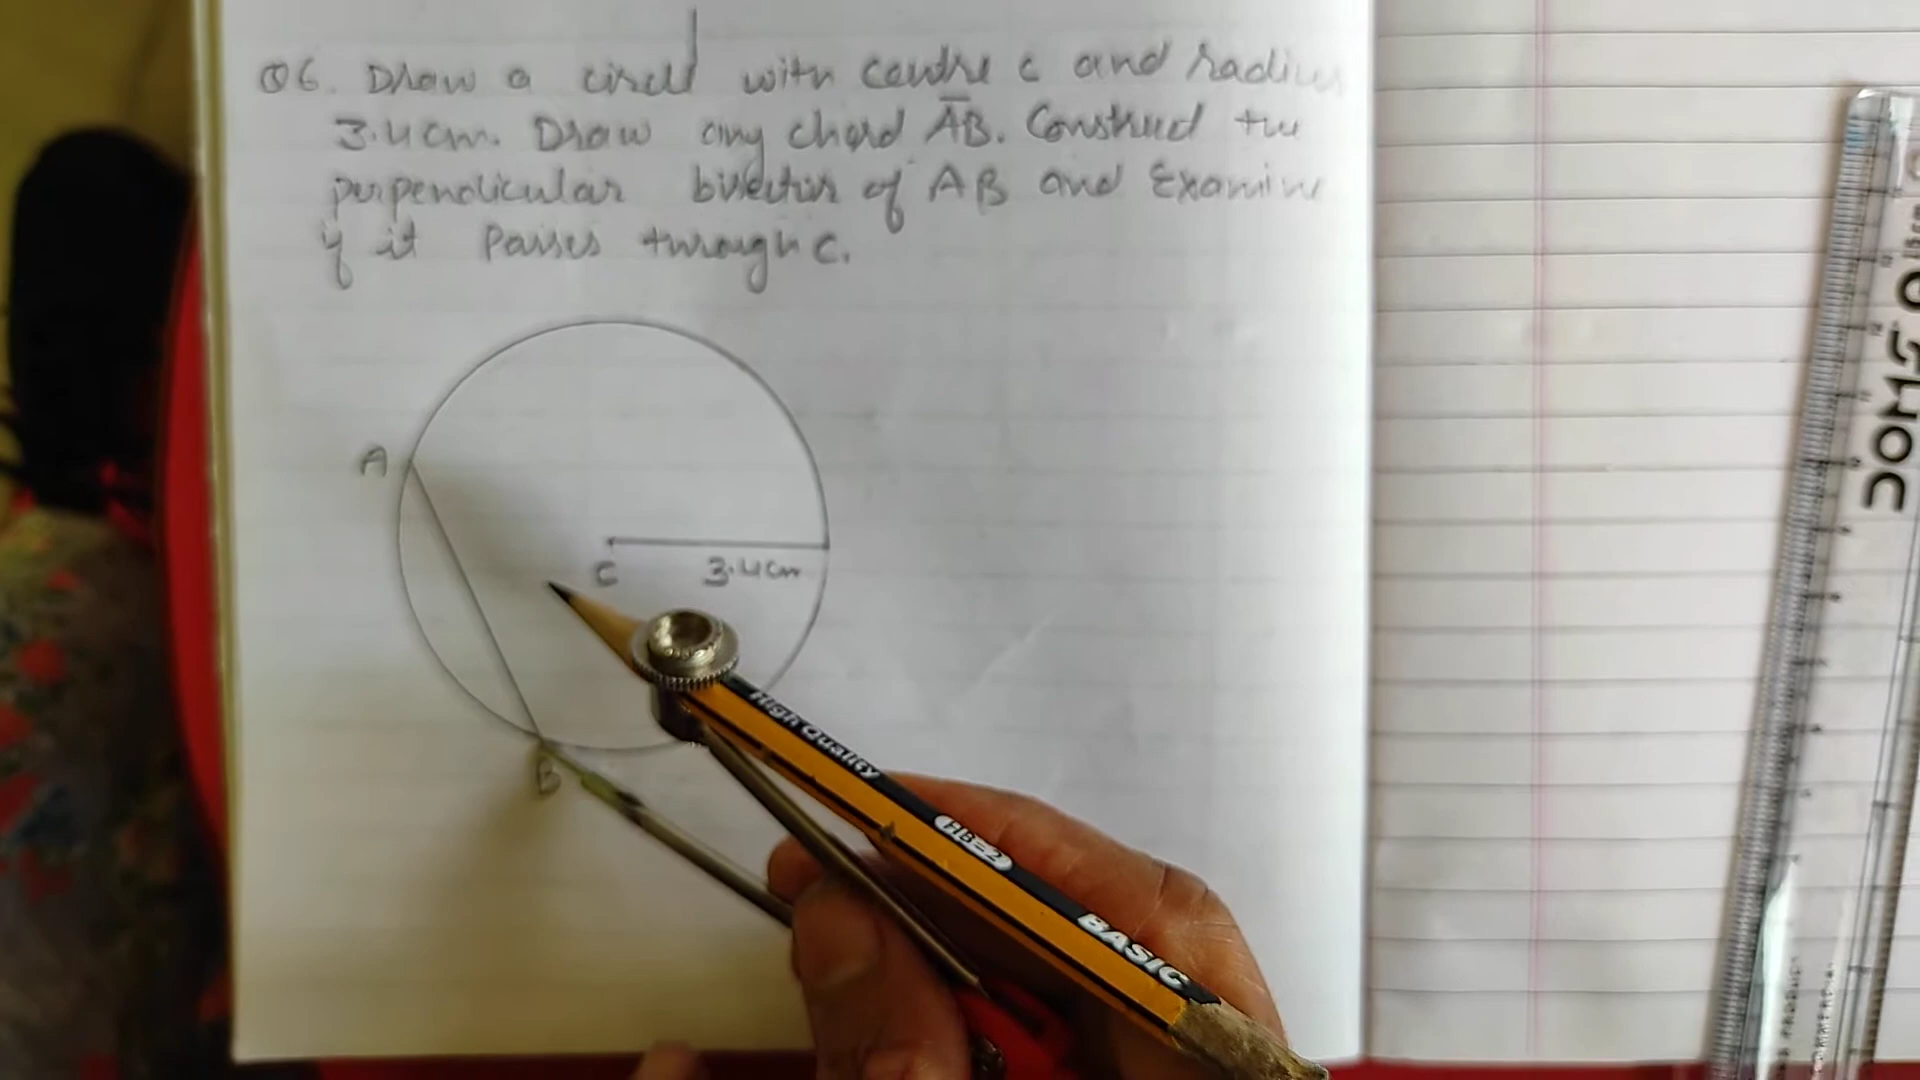 Q6. Draw a circle with centre c and radius
3.4cm. Draw any chord AB. Construct the
perpendicular bisector of AB and Examine
if it Passes through C.
A
C
3.4cm
B
High Quality
HB=2
BASIC
DOMS